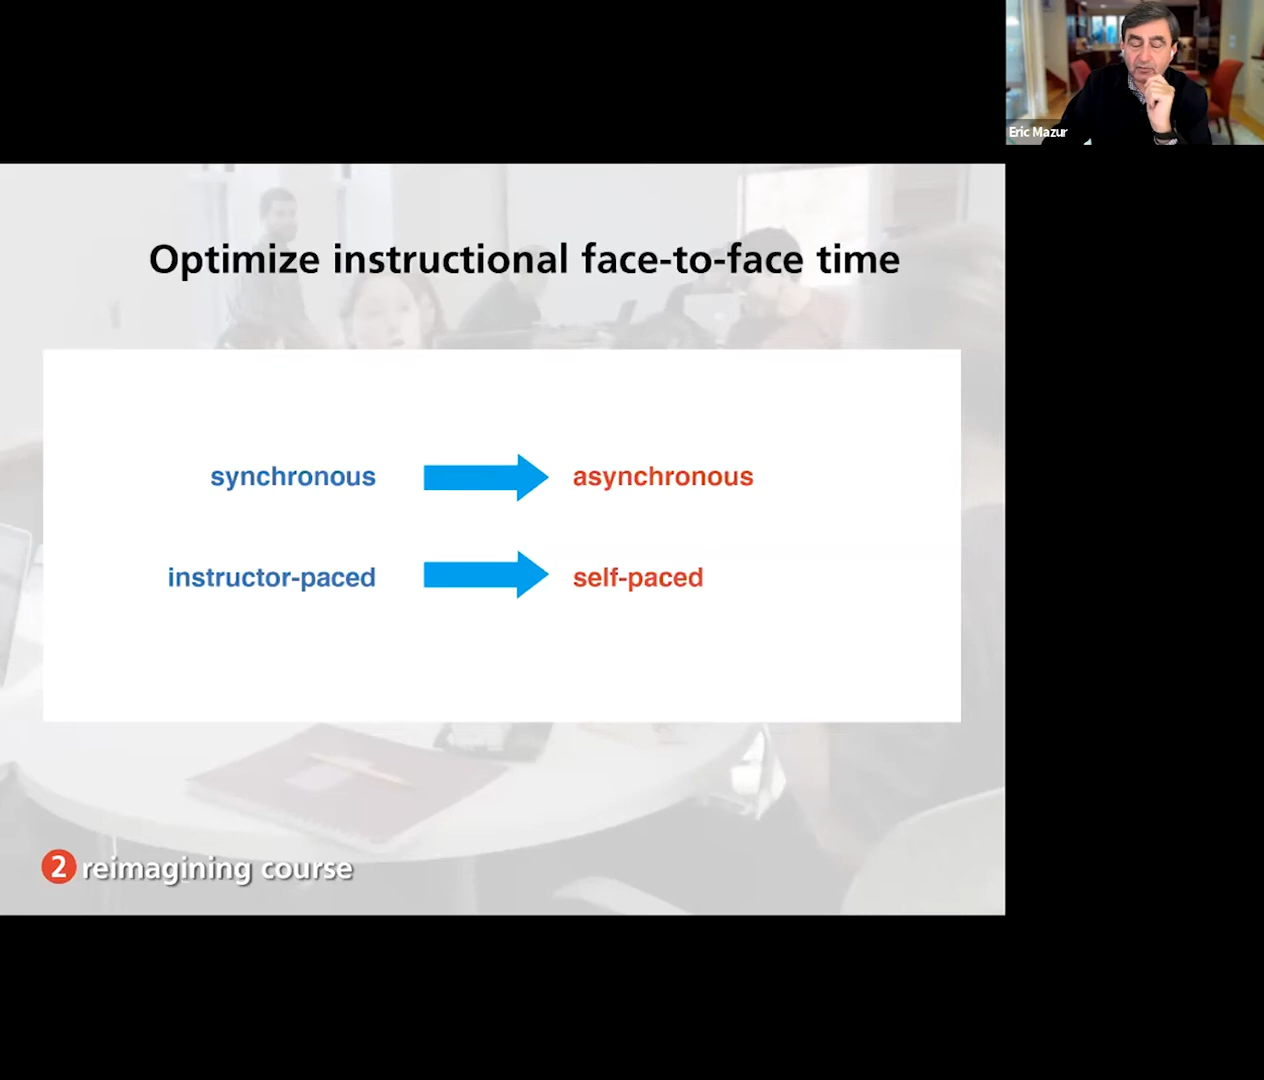 Eric Mazur
Optimize instructional face-to-face time
synchronous
asynchronous
instructor-paced
self-paced
2 reimagining course